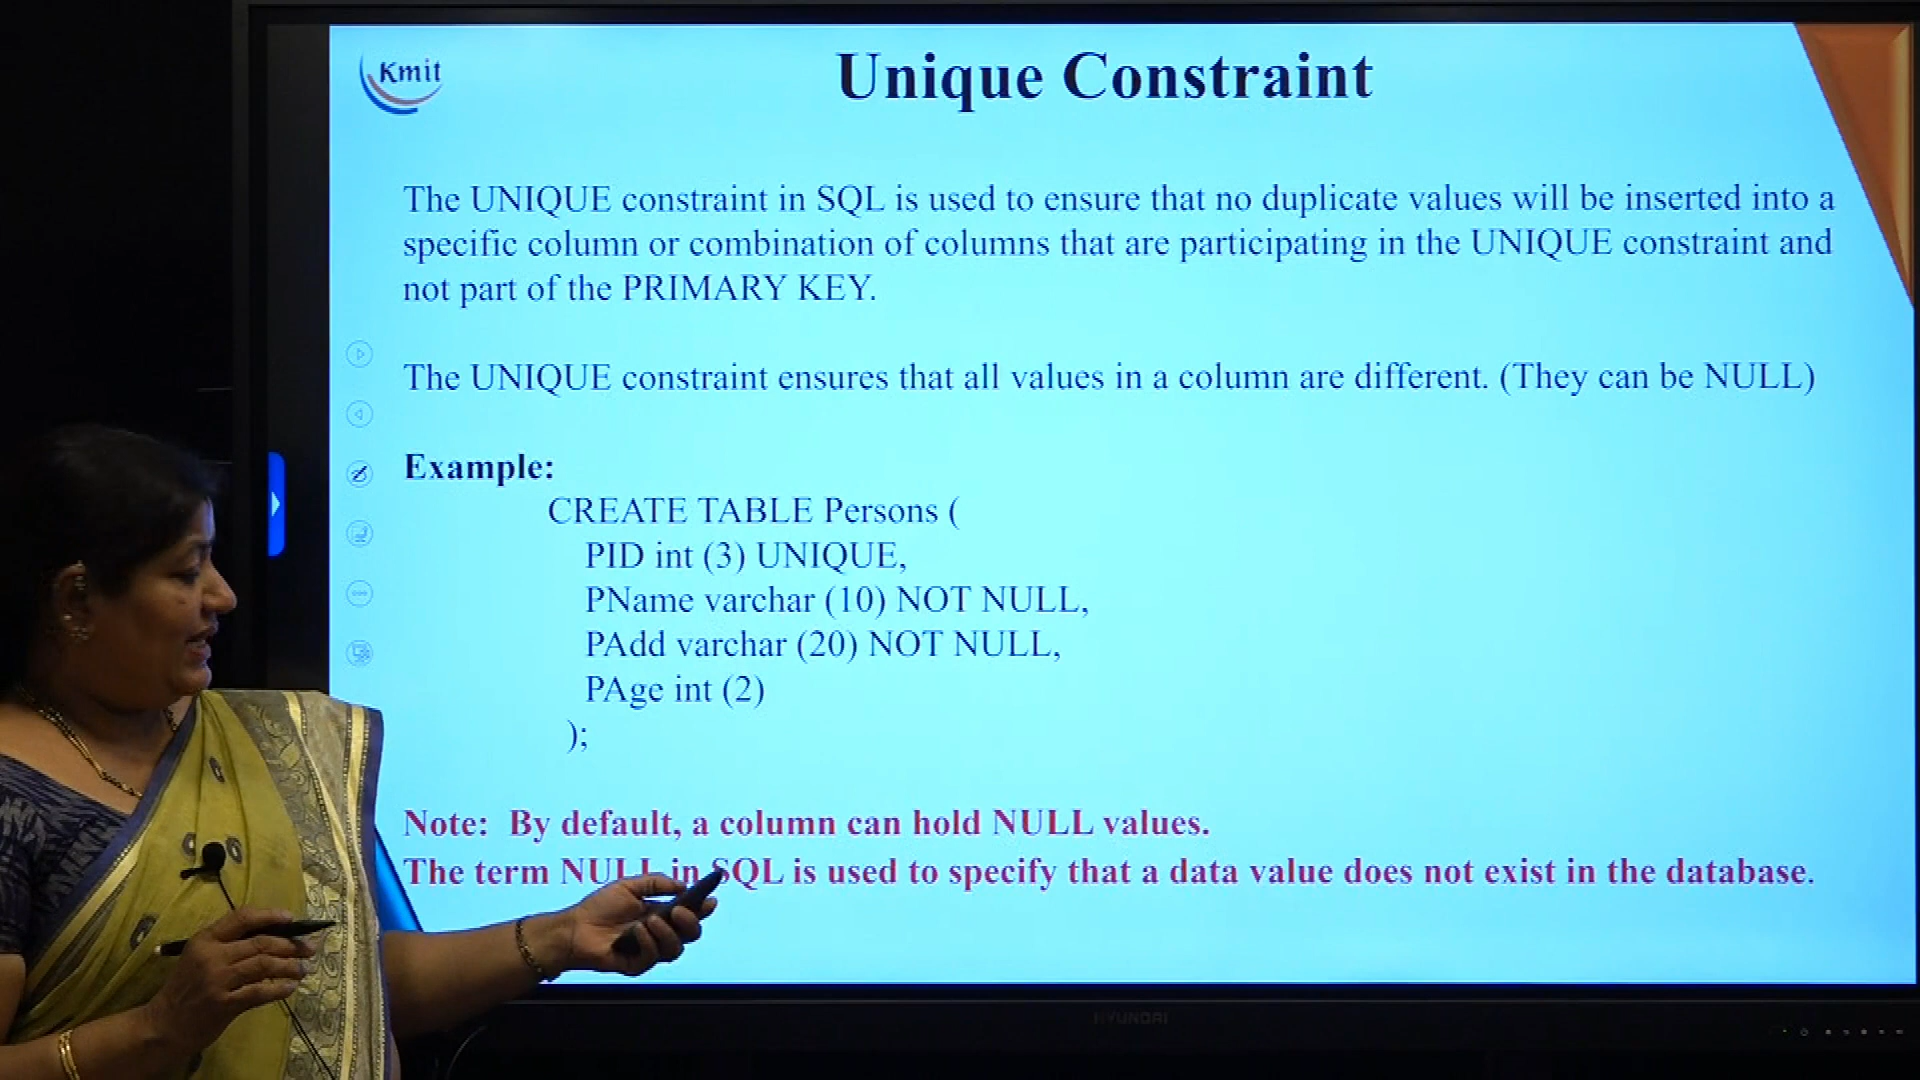 Kmit
Unique Constraint
The UNIQUE constraint in SQL is used to ensure that no duplicate values will be inserted into a
specific column or combination of columns that are participating in the UNIQUE constraint and
not part of the PRIMARY KEY.
The UNIQUE constraint ensures that all values in a column are different. (They can be NULL)
Example:
CREATE TABLE Persons (
PID int (3) UNIQUE,
PName varchar (10) NOT NULL,
PAdd varchar (20) NOT NULL,
PAge int (2)
);
Note: By default, a column can hold NULL values.
The term NULL in SQL is used to specify that a data value does not exist in the database.
HYUNDAI